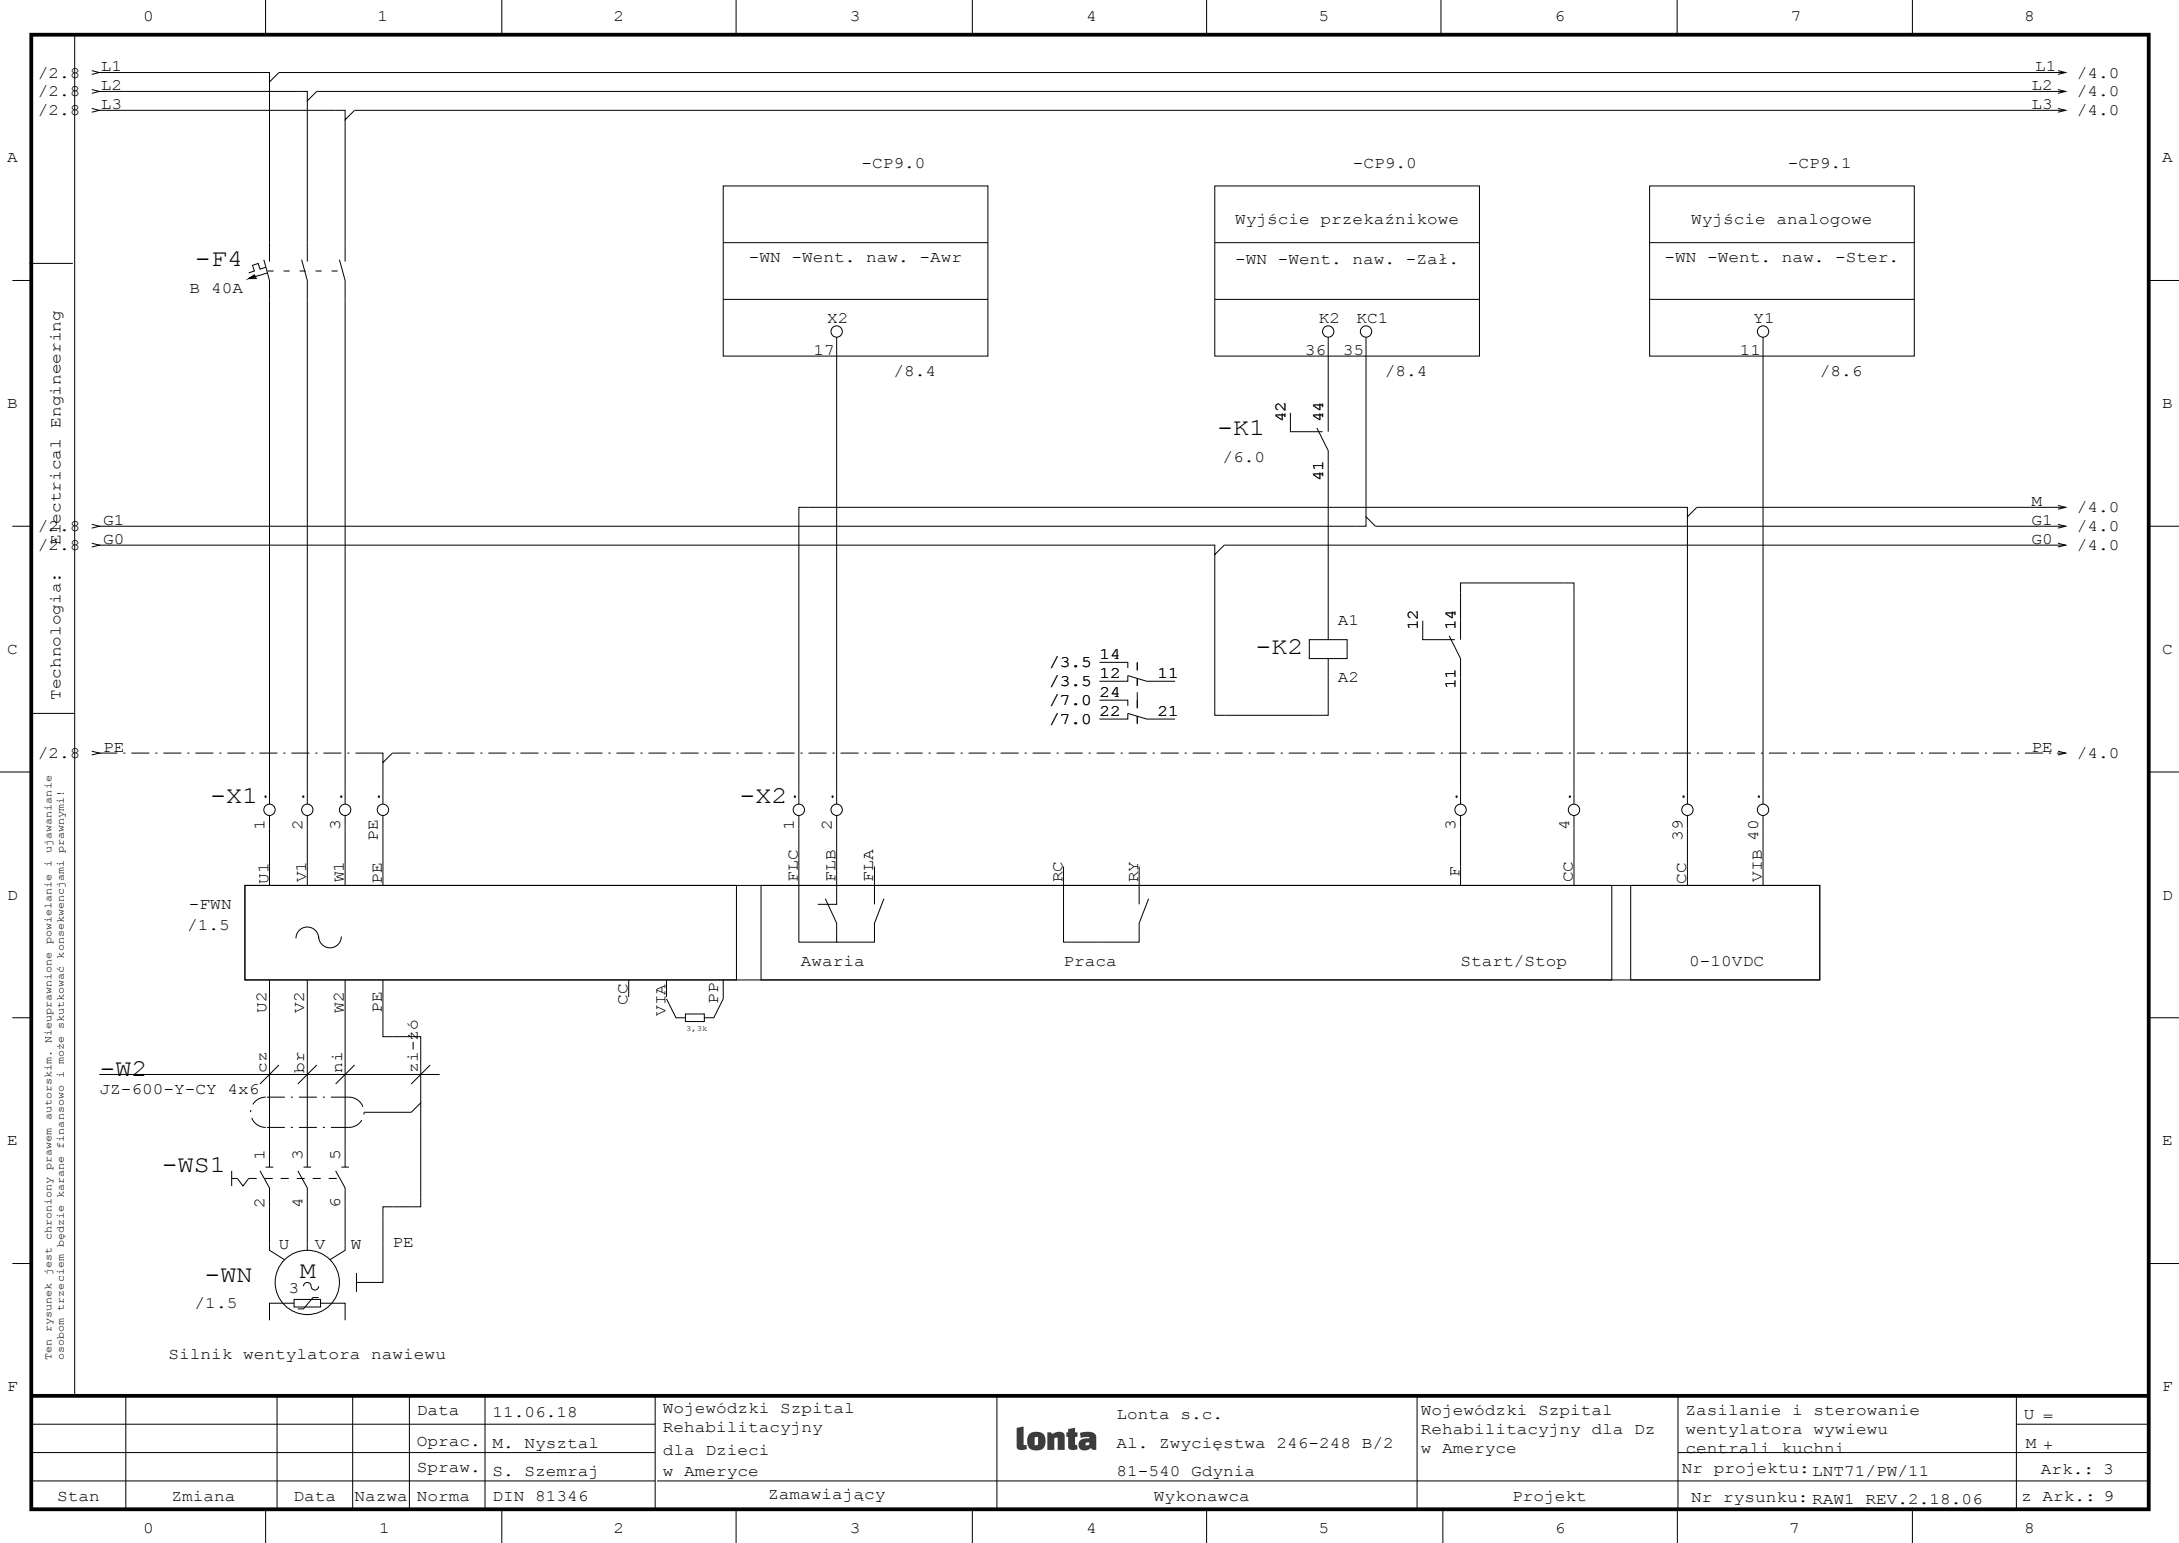 0 1 2 3 4 5 6 7 8
/2.8 L1 L1 /4.0
/2.8 L2 L2 /4.0
/2.8 L3 L3 /4.0
A A
-CP9.0 -CP9.0 -CP9.1
Wyjście przekaźnikowe Wyjście analogowe
-WN -Went. naw. -Awr -WN -Went. naw. -Zał. -WN -Went. naw. -Ster.
-F4
B 40A
X2 K2 KC1 Y1
17 36 35 11
/8.4 /8.4 /8.6
B B
42 44
-K1
/6.0
41
M /4.0
/2.8 G1 G1 /4.0
/2.8 G0 G0 /4.0
Technologia: Electrical Engineering
12 14
A1
-K2
A2
11
C C
/3.5 14
/3.5 12 11
/7.0 24
/7.0 22 21
/2.8 PE PE /4.0
-X1 -X2
1 2 3 PE 1 2 3 4 39 40
U1 V1 W1 PE FLC FLB FLA RC RY F CC CC VIB
D D
-FWN
/1.5
Awaria Praca Start/Stop 0-10VDC
U2 V2 W2 PE CC VIA PP
3,3k
-W2 cz br ni zi-żó
JZ-600-Y-CY 4x6
E E
-WS1
1 3 5
2 4 6
U V W PE
-WN
/1.5
M
3
Silnik wentylatora nawiewu
Ten rysunek jest chroniony prawem autorskim. Nieuprawnione powielanie i ujawanianie
osobom trzeciem będzie karane finansowo i może skutkować konsekwencjami prawnymi!
F F
Data 11.06.18
Oprac. M. Nysztal
Spraw. S. Szemraj
Stan Zmiana Data Nazwa Norma DIN 81346
Wojewódzki Szpital
Rehabilitacyjny
dla Dzieci
w Ameryce
Zamawiający
lonta
Lonta s.c.
Al. Zwycięstwa 246-248 B/2
81-540 Gdynia
Wykonawca
Wojewódzki Szpital
Rehabilitacyjny dla Dz
w Ameryce
Projekt
Zasilanie i sterowanie
wentylatora wywiewu
centrali kuchni
Nr projektu: LNT71/PW/11
Nr rysunku: RAW1 REV.2.18.06
U =
M +
Ark.: 3
z Ark.: 9
0 1 2 3 4 5 6 7 8